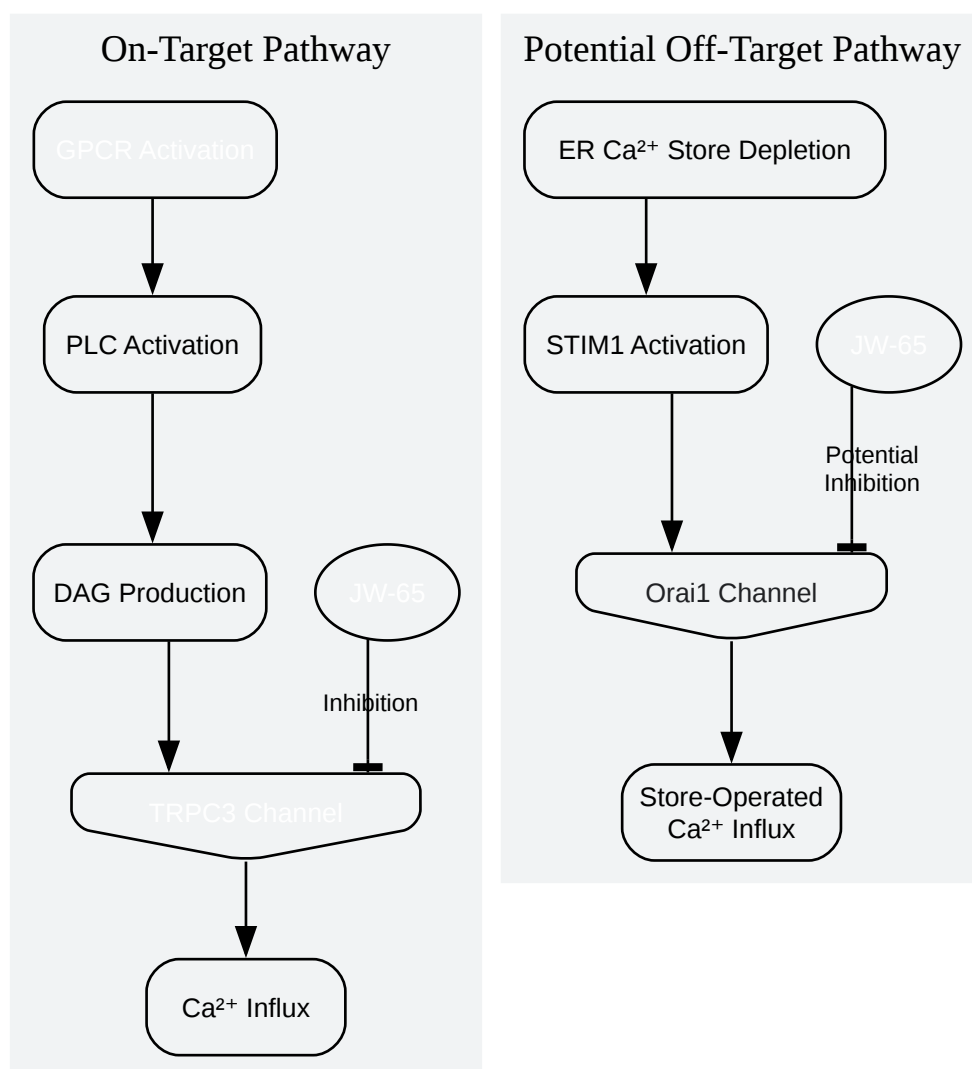 On-Target Pathway
GPCR Activation
PLC Activation
DAG Production
JW-65
Inhibition
TRPC3 Channel
Ca²⁺ Influx
Potential Off-Target Pathway
ER Ca²⁺ Store Depletion
STIM1 Activation
JW-65
Potential
Inhibition
Orai1 Channel
Store-Operated
Ca²⁺ Influx